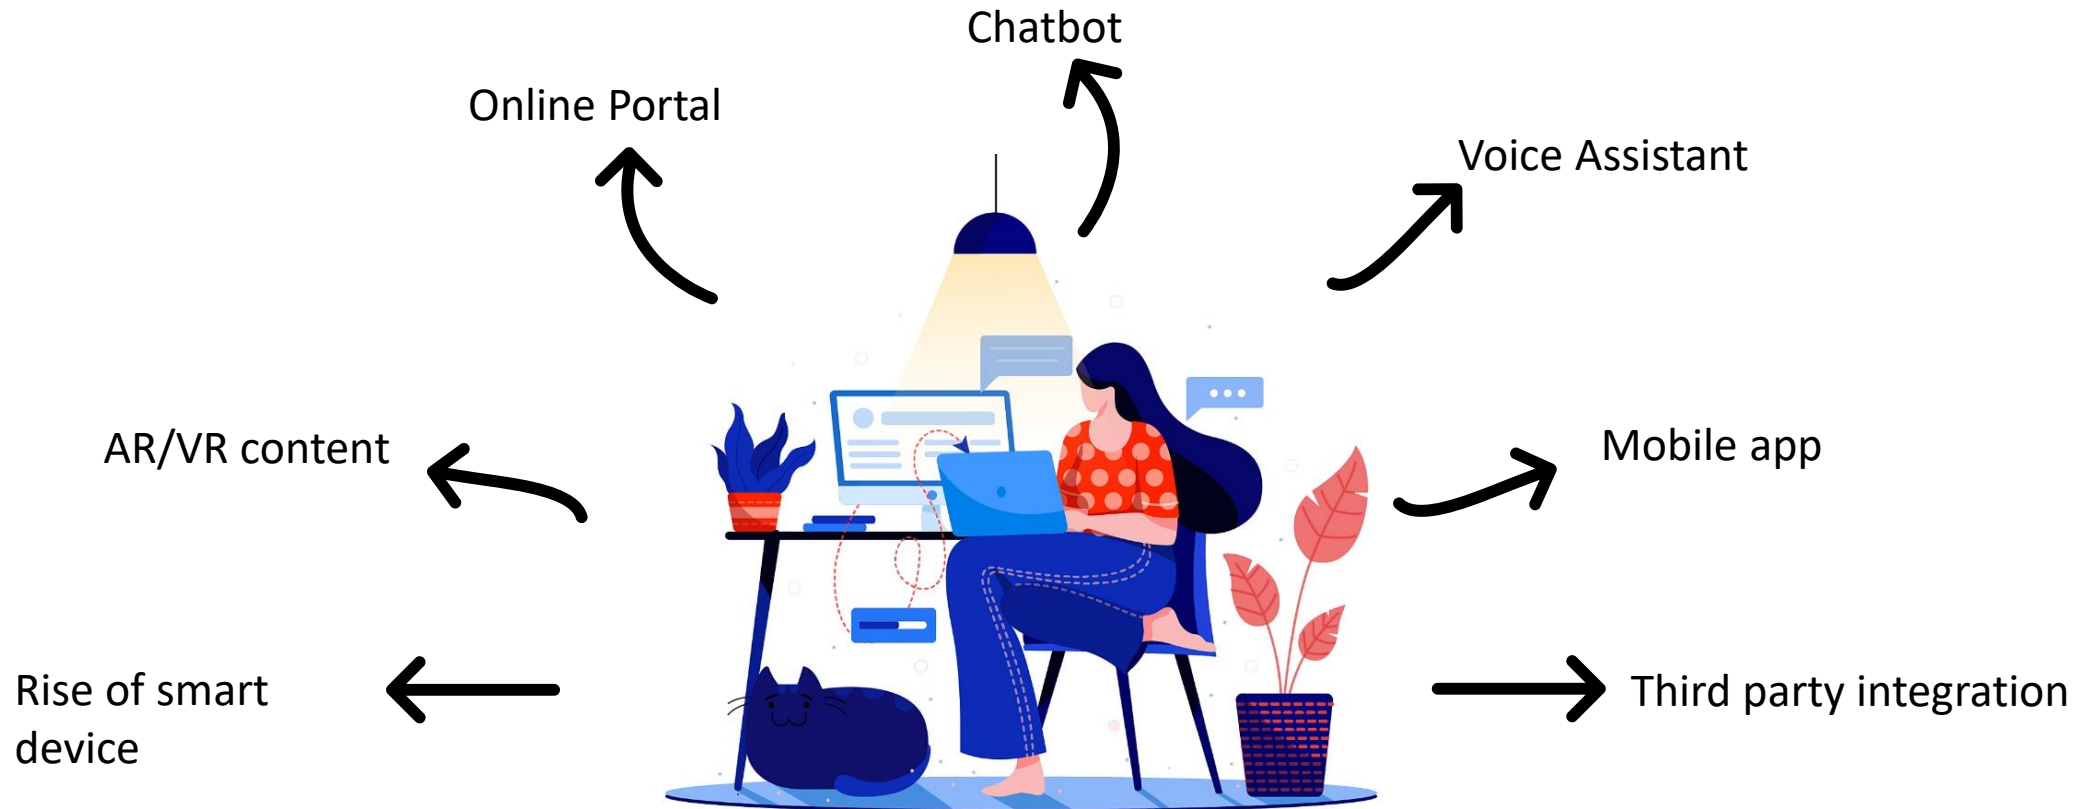 Chatbot
Online Portal
Voice Assistant
AR/VR content
Mobile app
Rise of smart
device
Third party integration